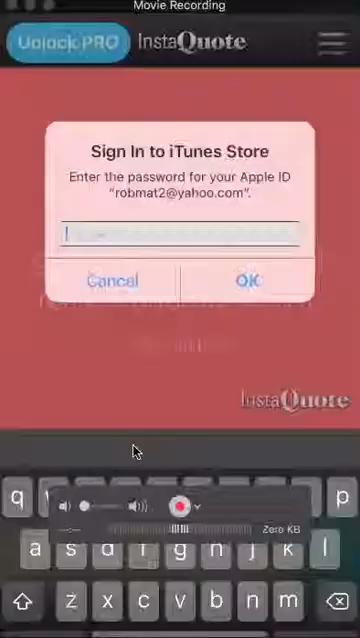 Movie Recording
Unlock PRO InstaQuote
Sign In to iTunes Store
Enter the password for your Apple ID
"robmat2@yahoo.com".
Cancel OK
InstaQuote
q p
Zero KB
a s d f g h j k l
z x c v b n m